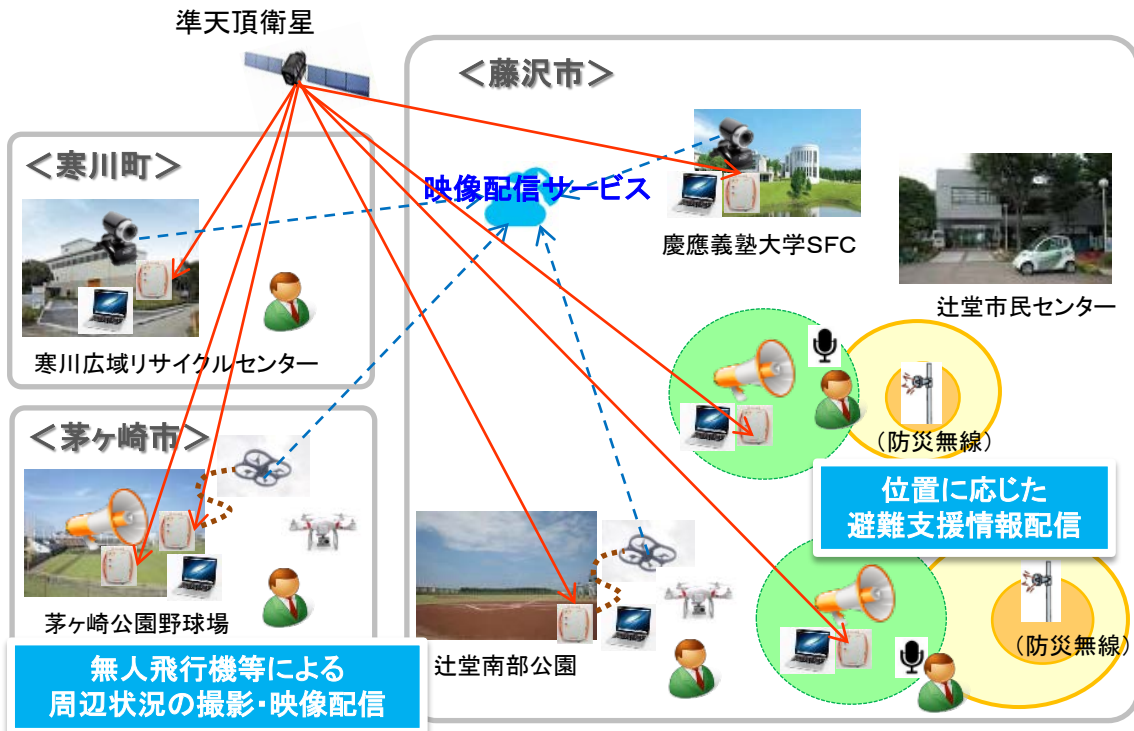 準天頂衛星
＜藤沢市＞
＜寒川町＞
映像配信サービス
慶應義塾大学SFC
辻堂市民センター
寒川広域リサイクルセンター
＜茅ヶ崎市＞
（防災無線）
位置に応じた
避難支援情報配信
茅ヶ崎公園野球場
（防災無線）
辻堂南部公園
無人飛行機等による
周辺状況の撮影・映像配信